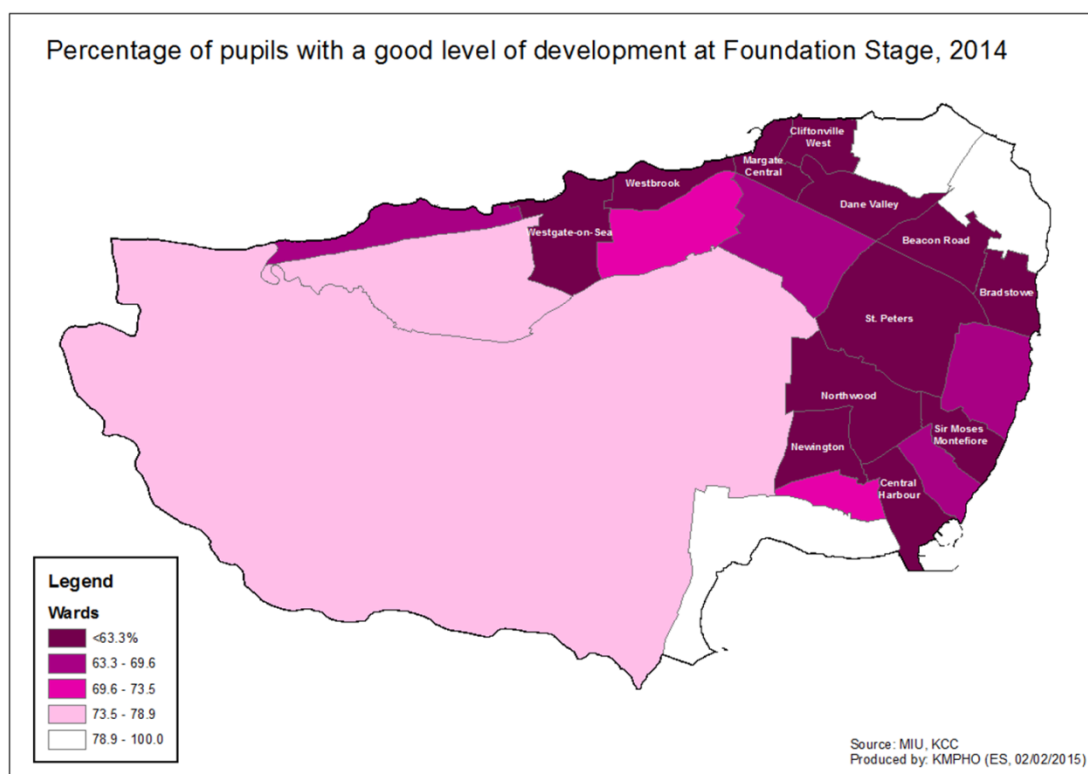 Percentage of pupils with a good level of development at Foundation Stage, 2014
Cliftonville
West
Margate
Central
Westbrook
Dane Valley
Westgate-on-Sea
Beacon Road
Bradstowe
St. Peters
Northwood
Sir Moses
Montefiore
Newington
Central
Harbour
Legend
Wards
<63.3%
63.3 - 69.6
69.6 - 73.5
73.5 - 78.9
78.9 - 100.0
Source: MIU, KCC
Produced by: KMPHO (ES, 02/02/2015)